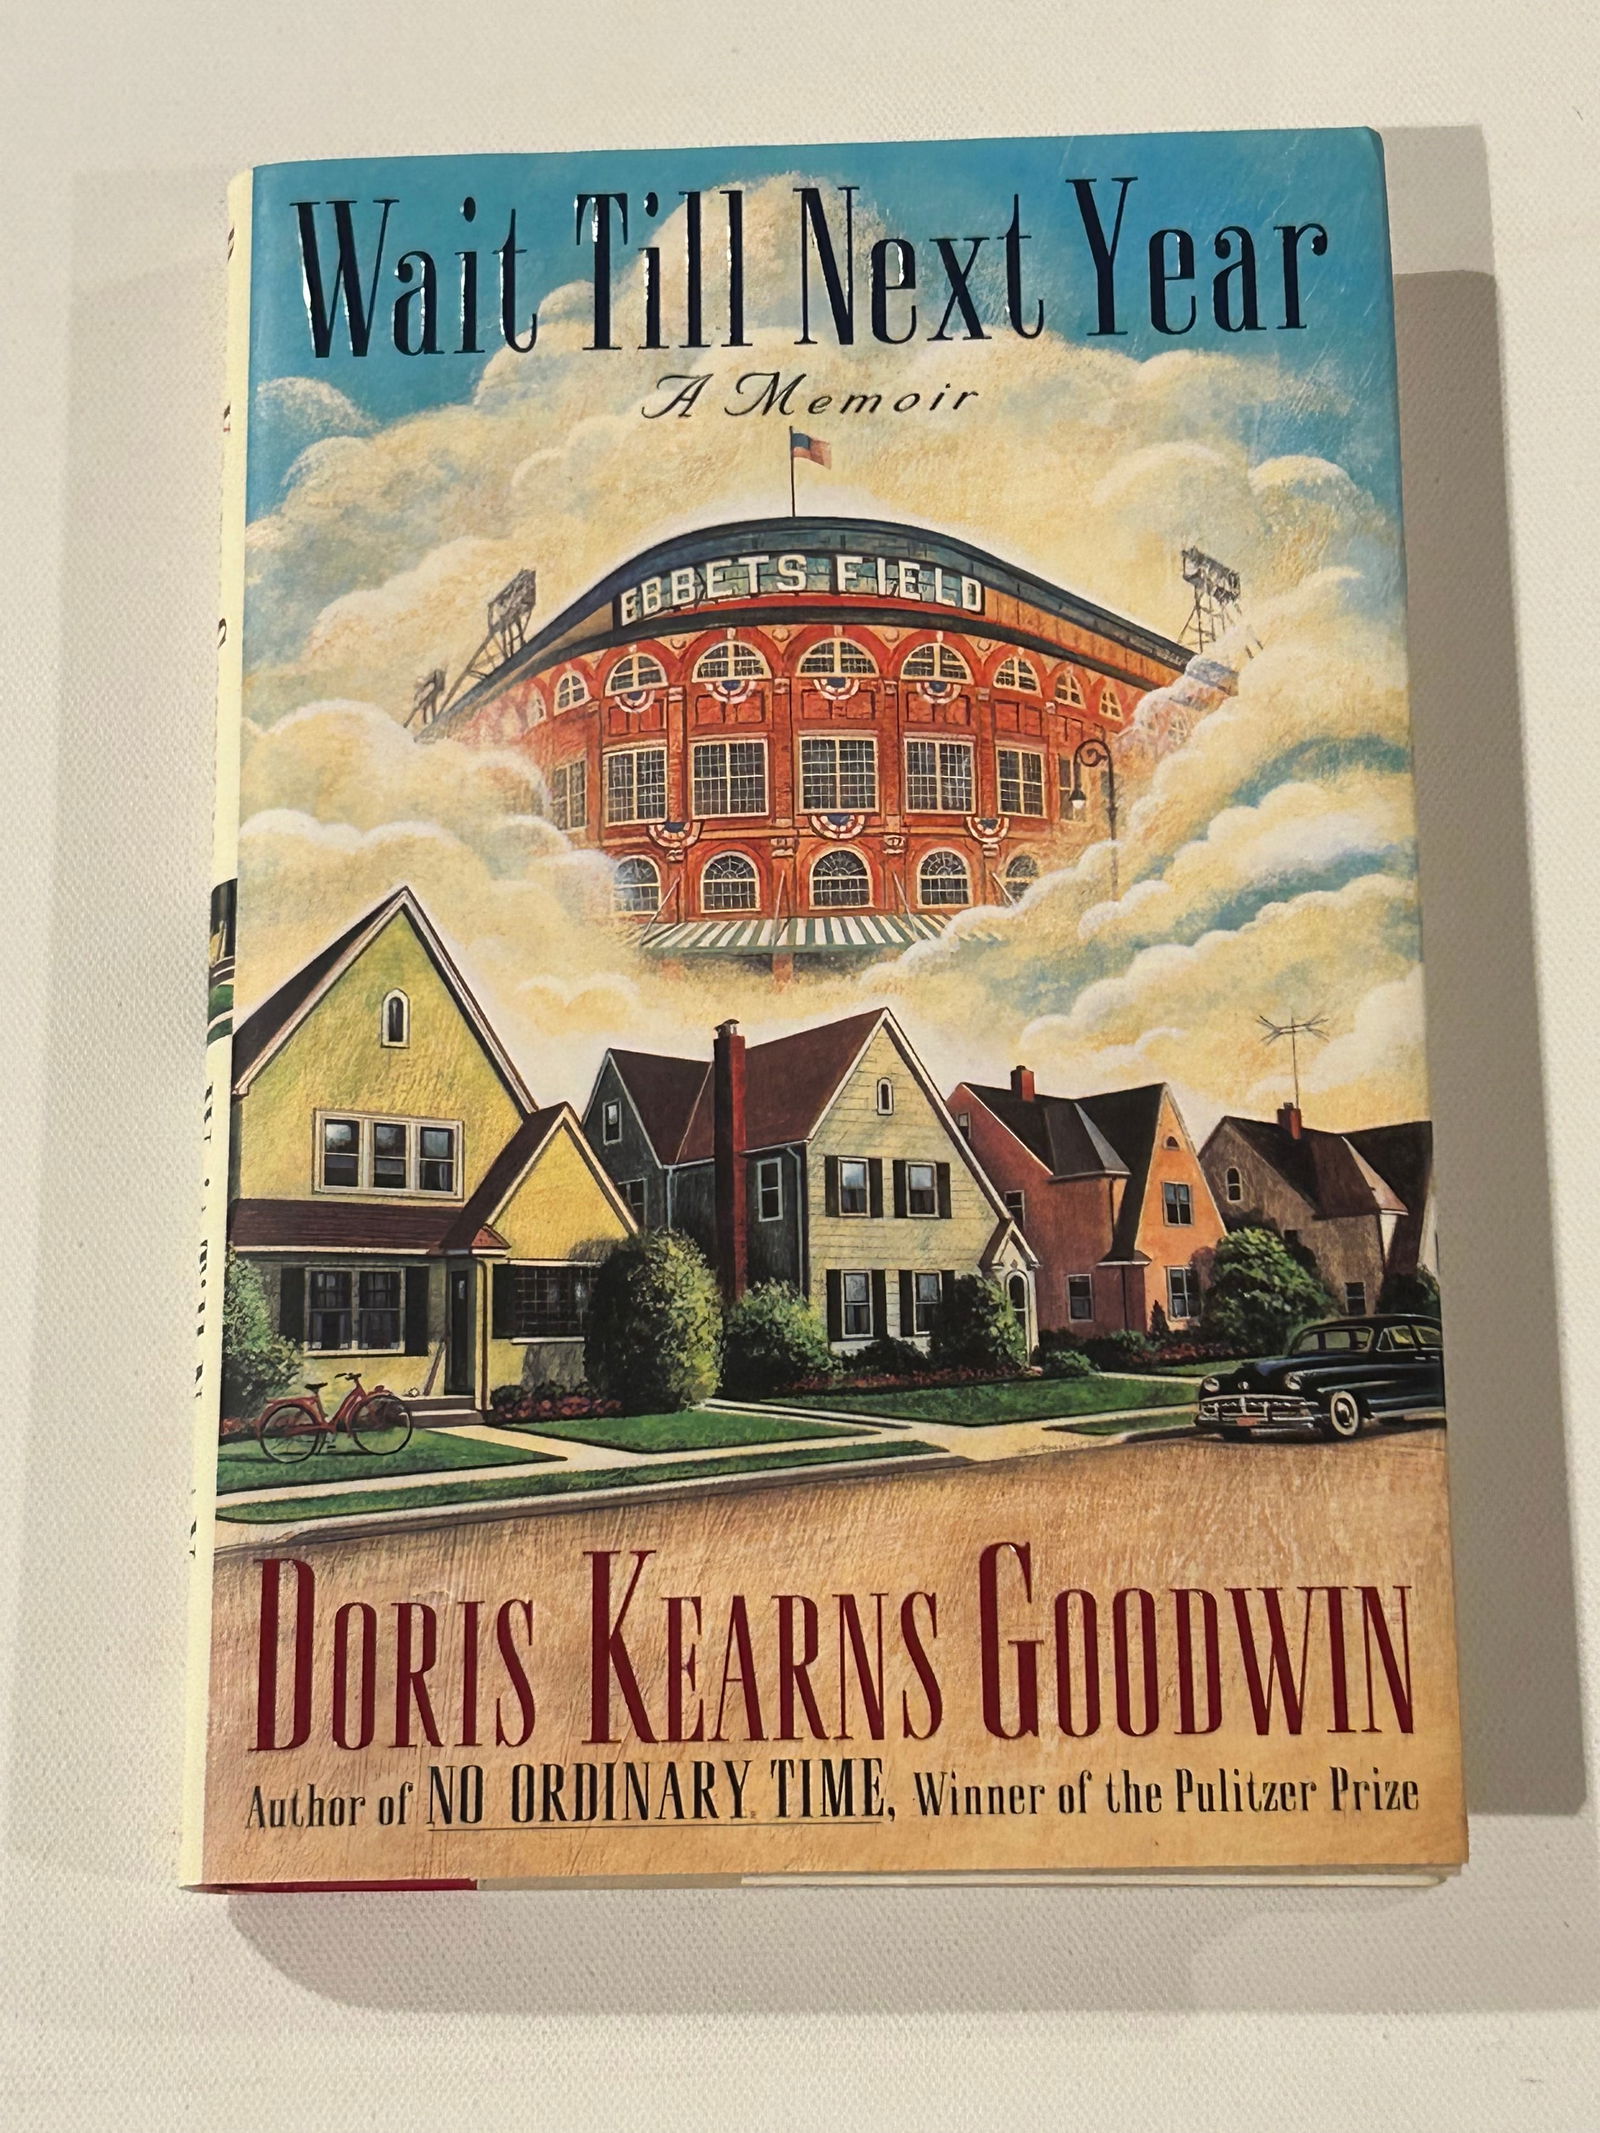 Wait Till Next Year
A Memoir
EBBETS FIELD
DORIS KEARNS GOODWIN
Author of NO ORDINARY TIME, Winner of the Pulitzer Prize